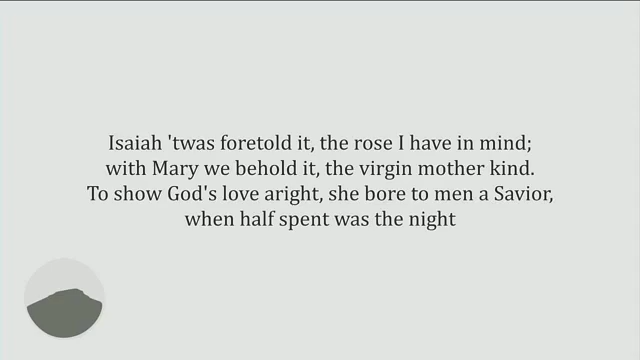 Isaiah 'twas foretold it, the rose I have in mind;
with Mary we behold it, the virgin mother kind.
To show God's love aright, she bore to men a Savior,
when half spent was the night